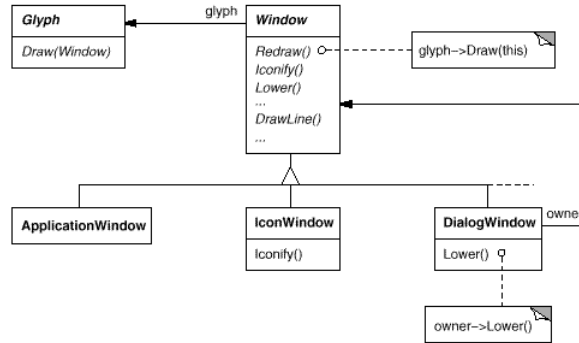 Glyph
Draw(Window)
glyph
Window
Redraw()
Iconify()
Lower()
...
DrawLine()
...
glyph->Draw(this)
ApplicationWindow
IconWindow
Iconify()
DialogWindow
Lower()
owne
owner->Lower()